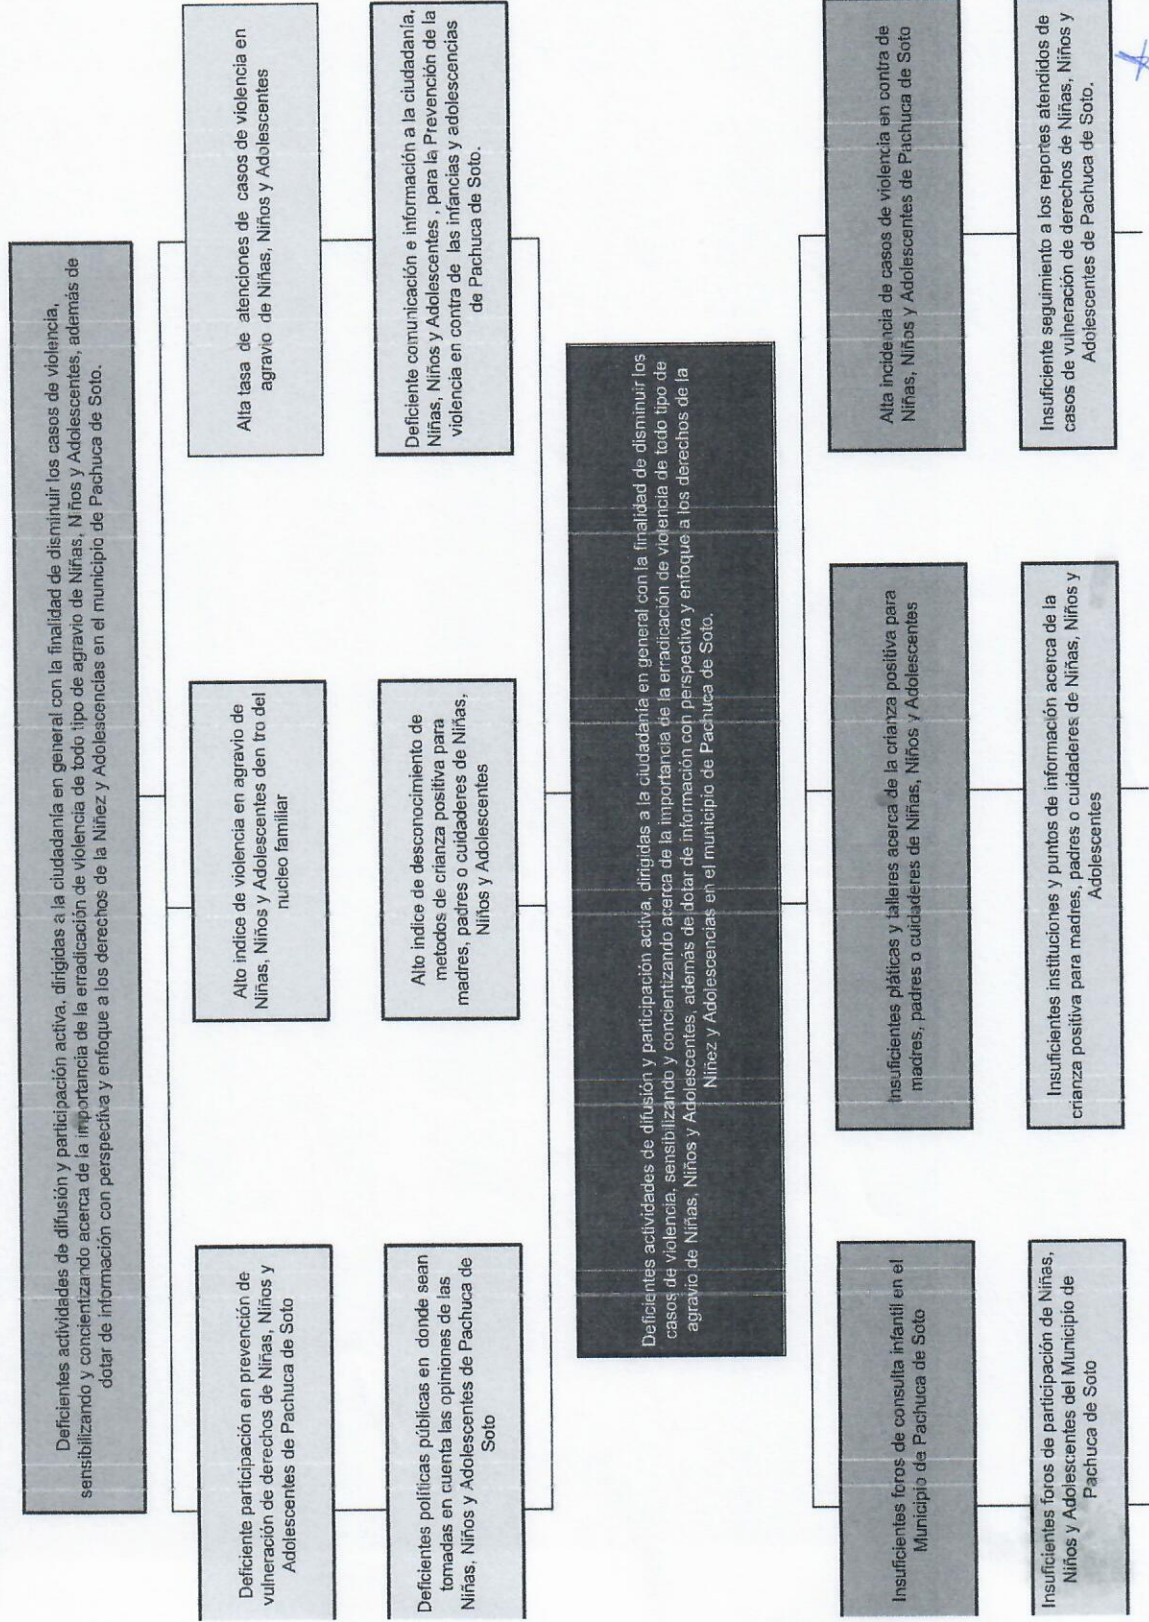 Deficientes actividades de difusión y participación activa, dirigidas a la ciudadanía en general con la finalidad de disminuir los casos de violencia,
sensibilizando y concientizando acerca de la importancia de la erradicación de violencia de todo tipo de agravio de Niñas, Niños y Adolescentes, además de
dotar de información con perspectiva y enfoque a los derechos de la Niñez y Adolescencias en el municipio de Pachuca de Soto.
Deficiente participación en prevención de
vulneración de derechos de Niñas, Niños y
Adolescentes de Pachuca de Soto
Alto indice de violencia en agravio de
Niñas, Niños y Adolescentes den tro del
nucleo familiar
Alta tasa de atenciones de casos de violencia en
agravio de Niñas, Niños y Adolescentes
Deficientes políticas públicas en donde sean
tomadas en cuenta las opiniones de las
Niñas, Niños y Adolescentes de Pachuca de
Soto
Alto indice de desconocimiento de
metodos de crianza positiva para
madres, padres o cuidaderes de Niñas,
Niños y Adolescentes
Deficiente comunicación e información a la ciudadanía,
Niñas, Niños y Adolescentes , para la Prevención de la
violencia en contra de las infancias y adolescencias
de Pachuca de Soto.
Deficientes actividades de difusión y participación activa, dirigidas a la ciudadanía en general con la finalidad de disminuir los
casos de violencia, sensibilizando y concientizando acerca de la importancia de la erradicación de violencia de todo tipo de
agravio de Niñas, Niños y Adolescentes, además de dotar de información con perspectiva y enfoque a los derechos de la
Niñez y Adolescencias en el municipio de Pachuca de Soto.
Insuficientes foros de consulta infantil en el
Municipio de Pachuca de Soto
Insuficientes pláticas y talleres acerca de la crianza positiva para
madres, padres o cuidaderes de Niñas, Niños y Adolescentes
Alta incidencia de casos de violencia en contra de
Niñas, Niños y Adolescentes de Pachuca de Soto
Insuficientes foros de participación de Niñas,
Niños y Adolescentes del Municipio de
Pachuca de Soto
Insuficientes instituciones y puntos de información acerca de la
crianza positiva para madres, padres o cuidaderes de Niñas, Niños y
Adolescentes
Insuficiente seguimiento a los reportes atendidos de
casos de vulneración de derechos de Niñas, Niños y
Adolescentes de Pachuca de Soto.